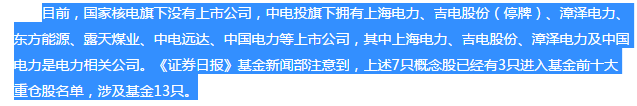 目前，国家核电旗下没有上市公司，中电投旗下拥有上海电力、吉电股份（停牌）、漳泽电力、
东方能源、露天煤业、中电远达、中国电力等上市公司，其中上海电力、吉电股份、漳泽电力及中国
电力是电力相关公司。《证券日报》基金新闻部注意到，上述7只概念股已经有3只进入基金前十大
重仓股名单，涉及基金13只。